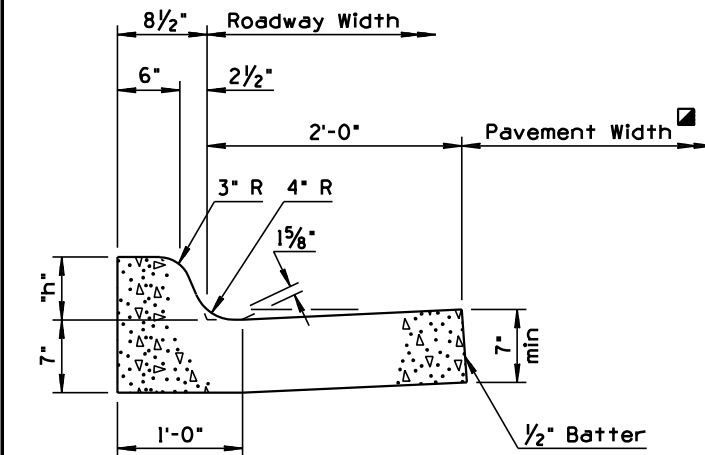 8½" Roadway Width
6" 2½"
2'-0" Pavement Width
3" R 4" R
1⅝"
"h"
7"
7" min
1'-0"
½" Batter